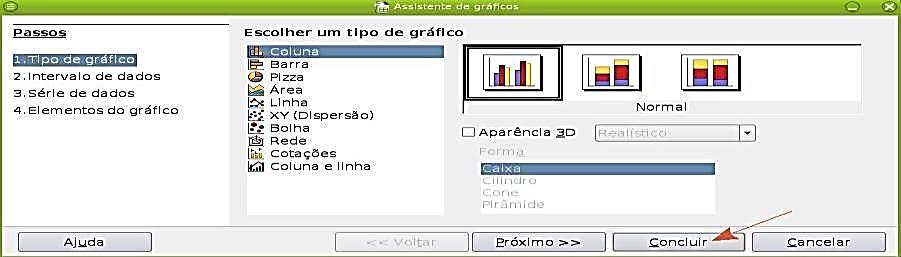 Assistente de gráficos
Passos
1.Tipo de gráfico
2.Intervalo de dados
3.Série de dados
4.Elementos do gráfico
Escolher um tipo de gráfico
Coluna
Barra
Pizza
Área
Linha
XY (Dispersão)
Bolha
Rede
Cotações
Coluna e linha
Normal
Aparência 3D
Realístico
Forma
Caixa
Cilindro
Cone
Pirâmide
Ajuda
<< Voltar
Próximo >>
Concluir
Cancelar